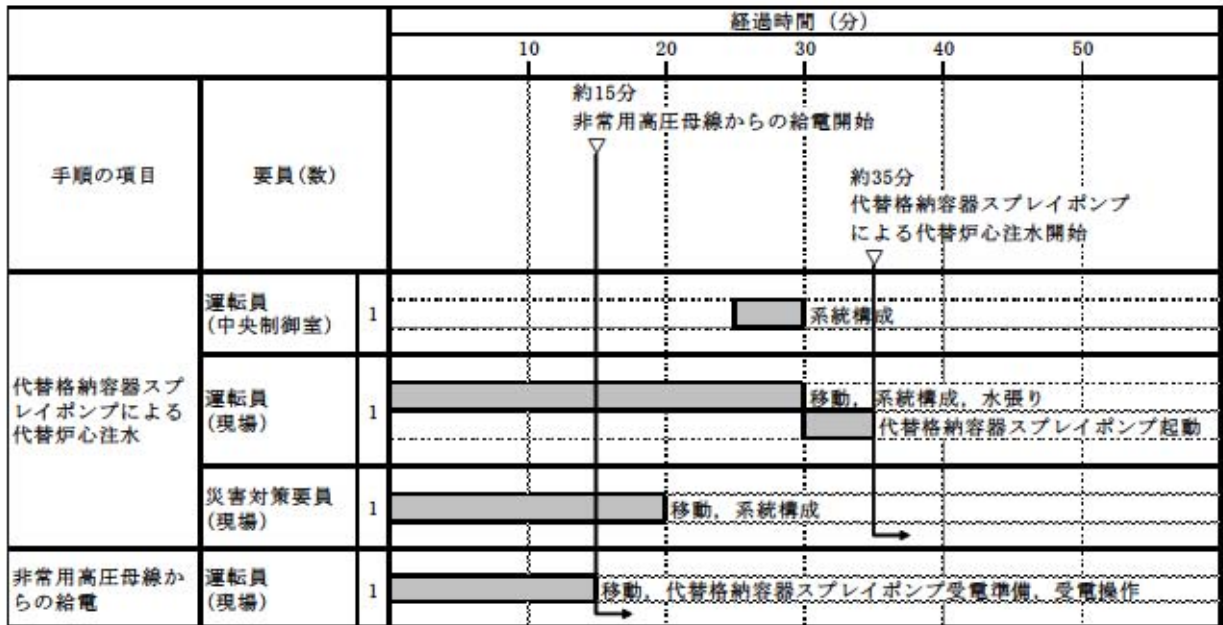 経過時間（分）
10 20 30 40 50
手順の項目
要員(数)
約15分
非常用高圧母線からの給電開始
約35分
代替格納容器スプレイポンプ
による代替炉心注水開始
代替格納容器スプ
レイポンプによる
代替炉心注水
運転員
(中央制御室)
1
系統構成
運転員
(現場)
1
移動，系統構成，水張り
代替格納容器スプレイポンプ起動
災害対策要員
(現場)
1
移動，系統構成
非常用高圧母線か
らの給電
運転員
(現場)
1
移動，代替格納容器スプレイポンプ受電準備，受電操作